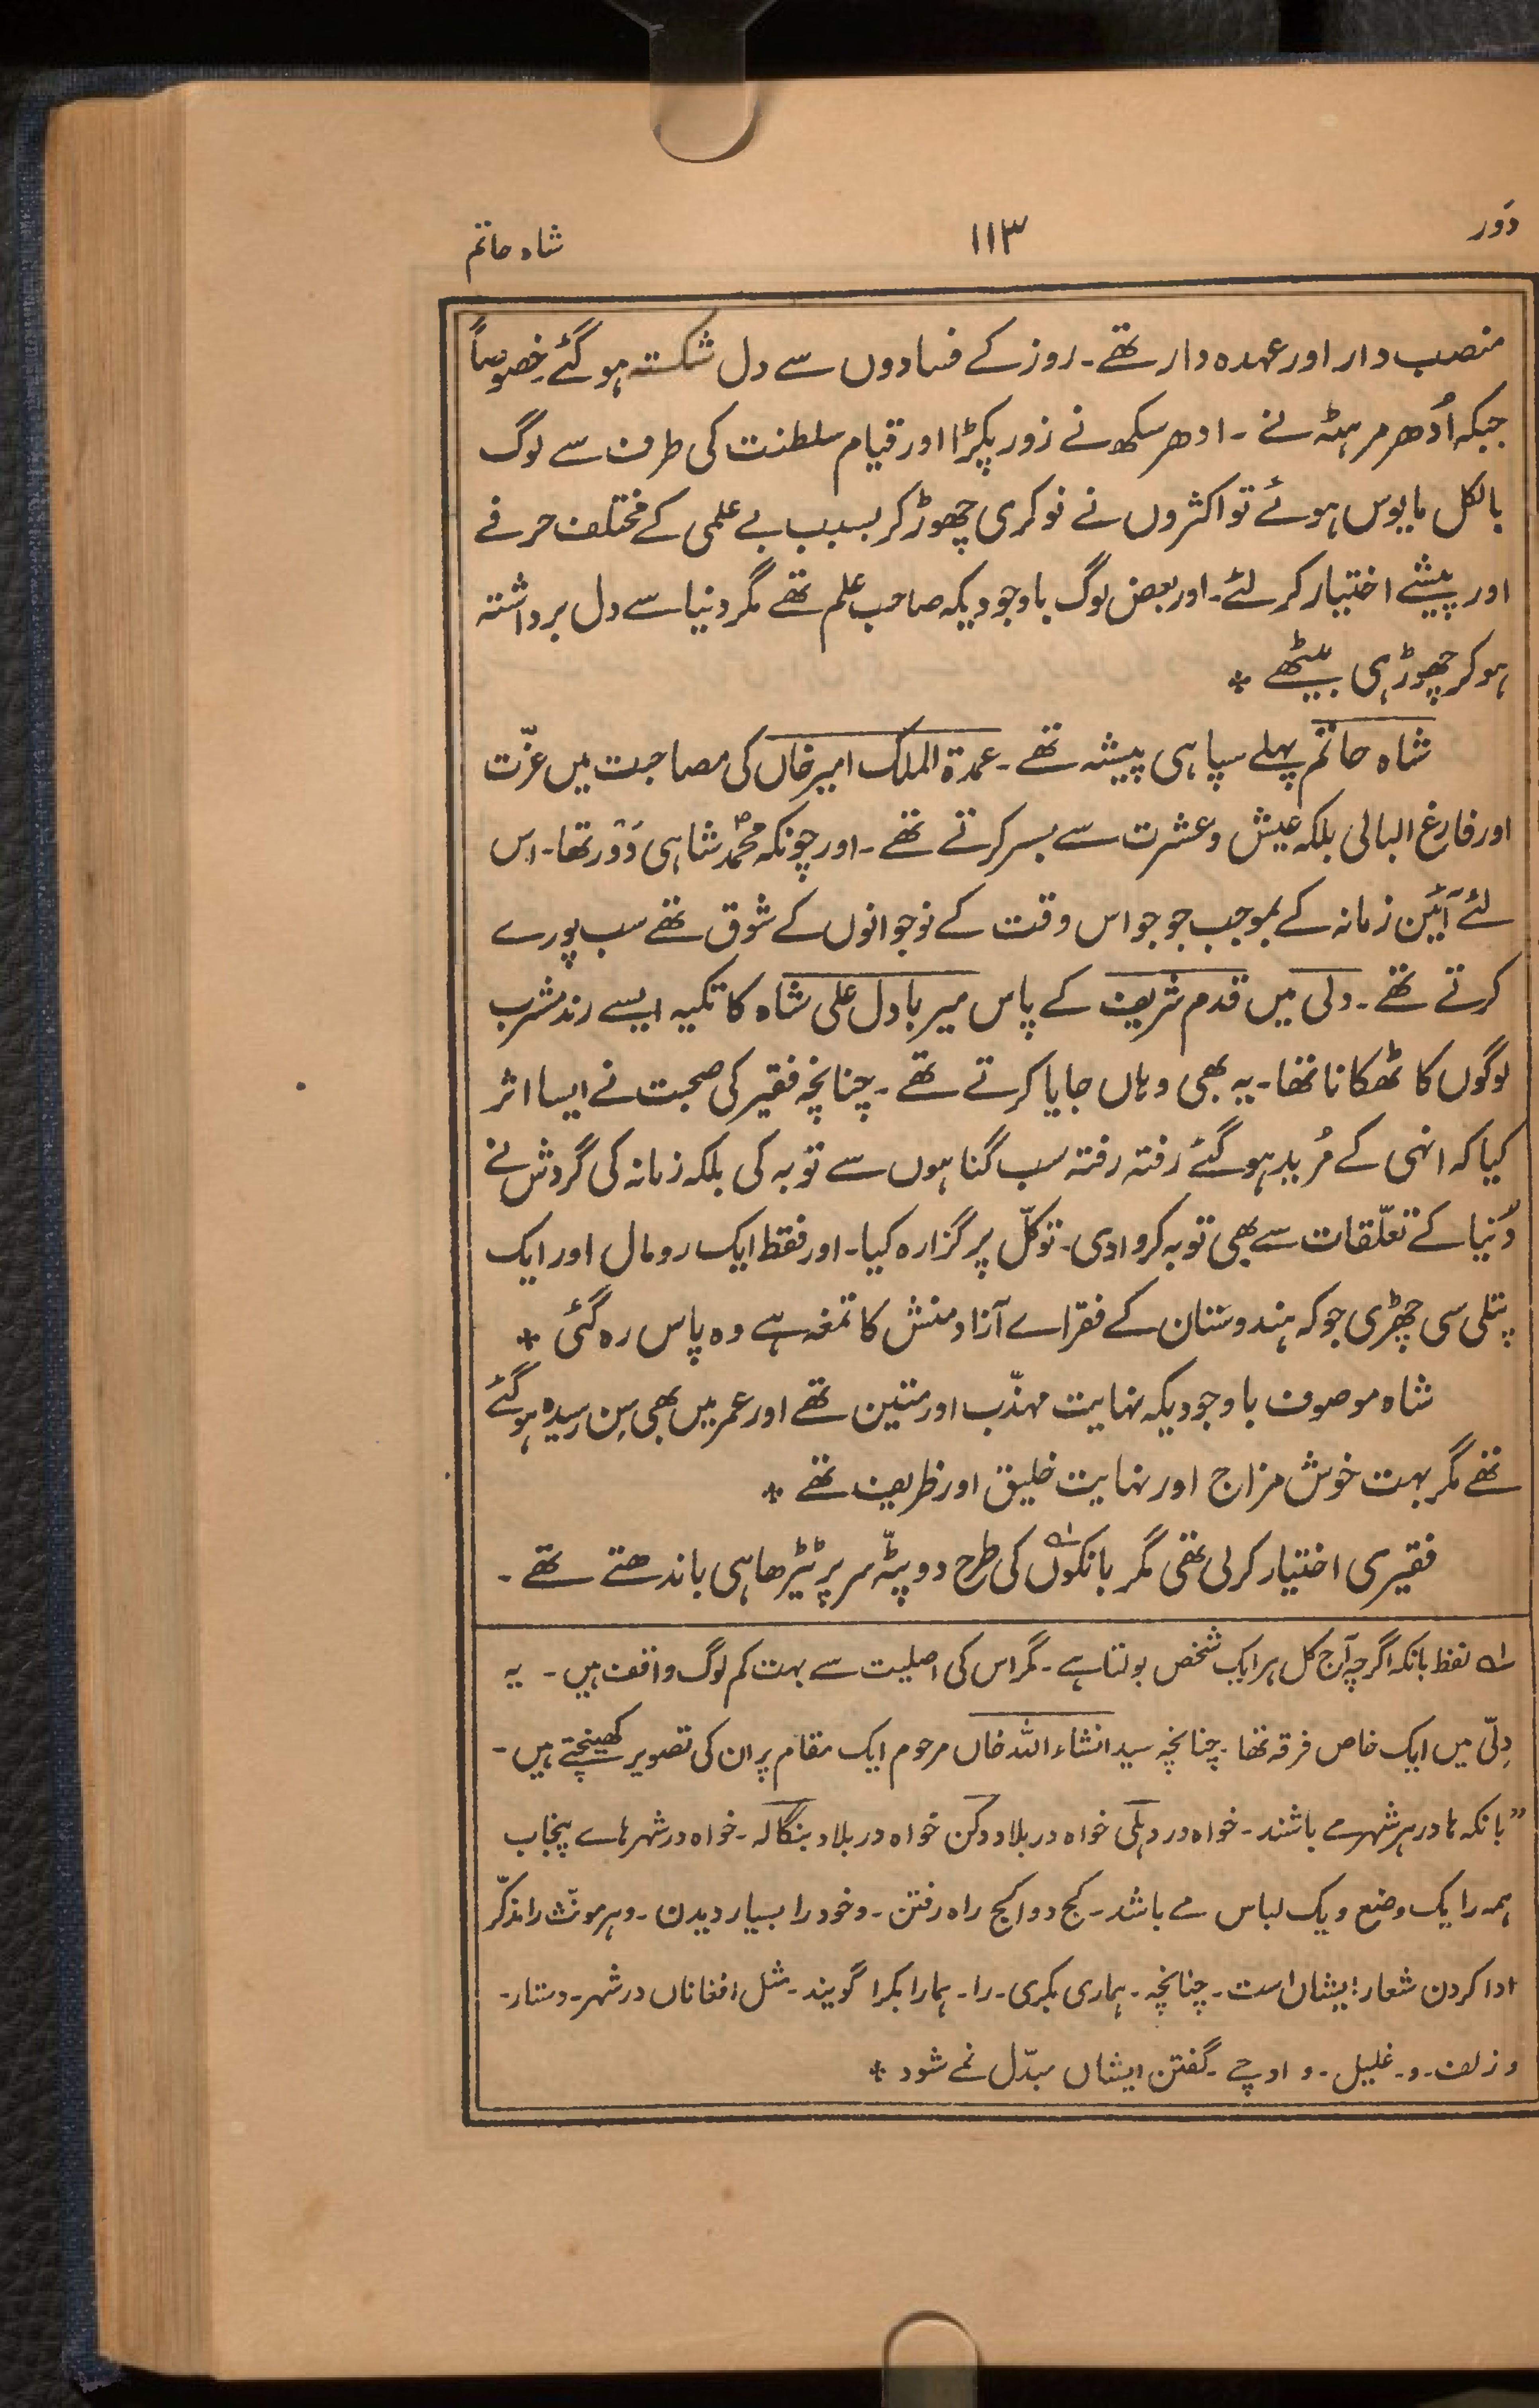 دَور ۱۱۳ شاہ حاتم
منصب دار اور عہدہ دار تھے۔ روز کے فسادوں سے دل شکستہ ہو گئے۔ خصوصاً
جبکہ اُدھر مرہٹہ نے۔ ادھر سکھ نے زور پکڑا اور قیام سلطنت کی طرف سے لوگ
بالکل مایوس ہوئے تو اکثروں نے نوکری چھوڑ کر بسبب بے علمی کے مختلف حرفے
اور پیشے اختیار کر لئے۔ اور بعض لوگ باوجودیکہ صاحب علم تھے مگر دنیا سے دل برداشتہ
ہو کر چھوڑ ہی بیٹھے *
شاہ حاتم پہلے سپاہی پیشہ تھے۔ عمدۃ الملک امیر خاں کی مصاحبت میں عزّت
اور فارغ البالی بلکہ عیش و عشرت سے بسر کرتے تھے۔ اور چونکہ محمدؐ شاہی دَوْر تھا۔ اس
لئے آئین زمانہ کے بموجب جو جو اس وقت کے نوجوانوں کے شوق تھے سب پورے
کرتے تھے۔ دلی میں قدم شریف کے پاس میر بادل علی شاہ کا تکیہ ایسے رند مشرب
لوگوں کا ٹھکانا تھا۔ یہ بھی وہاں جایا کرتے تھے۔ چنانچہ فقیر کی صحبت نے ایسا اثر
کیا کہ انہی کے مُرید ہو گئے رفتہ رفتہ سب گناہوں سے توبہ کی بلکہ زمانہ کی گردش نے
دُنیا کے تعلّقات سے بھی توبہ کروا دی۔ توکّل پر گزارہ کیا۔ اور فقط ایک رومال اور ایک
پتلی سی چھڑی جو کہ ہندوستان کے فقراے آزاد منش کا تمغہ ہے وہ پاس رہ گئی *
شاہ موصوف باوجودیکہ نہایت مہذّب اور متین تھے اور عمر میں بھی سِن رسیدہ ہو گئے
تھے مگر بہت خوش مزاج اور نہایت خلیق اور ظریف تھے *
فقیری اختیار کر لی تھی مگر بانکوں؂۱ کی طرح دوپٹّہ سر پر ٹیڑھا ہی باندھتے تھے۔
؂۱ لفظ بانکہ اگرچہ آج کل ہر ایک شخص بولتا ہے۔ مگر اس کی اصلیت سے بہت کم لوگ واقف ہیں۔ یہ
دِلّی میں ایک خاص فرقہ تھا۔ چنانچہ سید انشاء اللہ خاں مرحوم ایک مقام پر ان کی تصویر کھینچتے ہیں۔
”بانکہ ہا در ہر شہرے باشند۔ خواہ در دہلی خواہ در بلاد دکن خواہ در بلاد بنگالہ۔ خواہ در شہر ہاے پنجاب
ہمہ را یک وضع و یک لباس مے باشد۔ کج دوا کج راہ رفتن۔ و خود را بسیار دیدن۔ و ہر مونّث را مذکّر
ادا کردن شعار ایشاں است۔ چنانچہ۔ ہماری بکری۔ را۔ ہمارا بکرا گویند۔ مثل افغاناں در شہر۔ دستار۔
و زلف۔ و۔ غلیل۔ و اوچے۔ گفتن ایشاں مبدّل نمے شود *